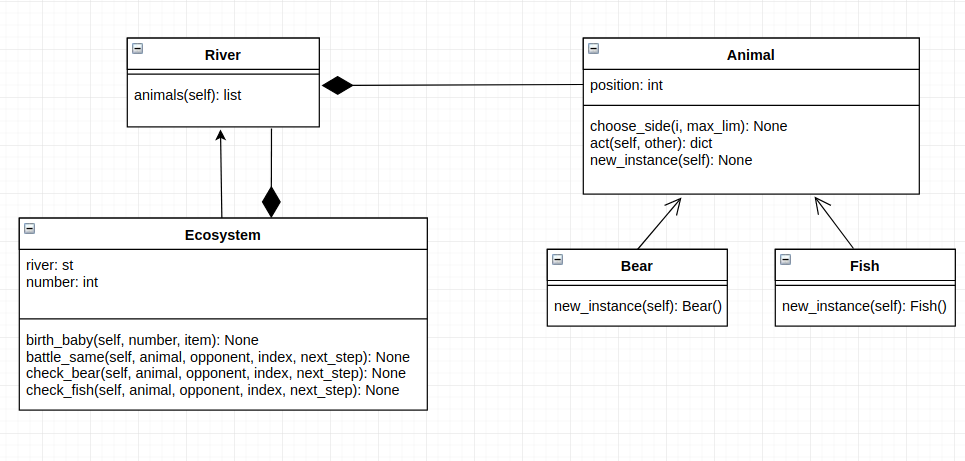 River
animals(self): list
Animal
position: int
choose_side(i, max_lim): None
act(self, other): dict
new_instance(self): None
Ecosystem
river: st
number: int
birth_baby(self, number, item): None
battle_same(self, animal, opponent, index, next_step): None
check_bear(self, animal, opponent, index, next_step): None
check_fish(self, animal, opponent, index, next_step): None
Bear
new_instance(self): Bear()
Fish
new_instance(self): Fish()